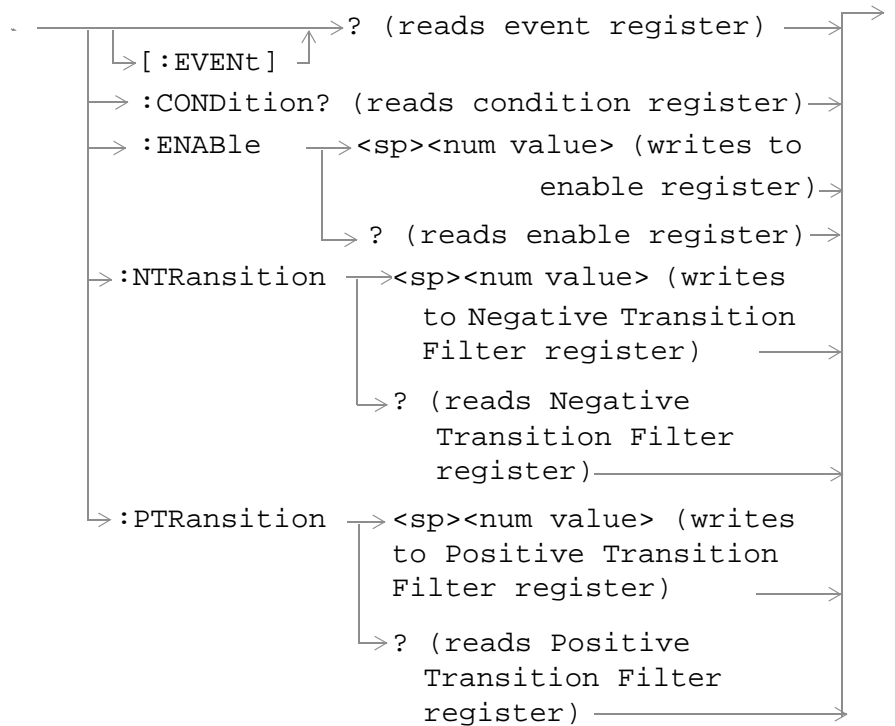 ? (reads event register)
[:EVENt]
:CONDition? (reads condition register)
:ENABle <sp><num value> (writes to
enable register)
? (reads enable register)
:NTRansition <sp><num value> (writes
to Negative Transition
Filter register)
? (reads Negative
Transition Filter
register)
:PTRansition <sp><num value> (writes
to Positive Transition
Filter register)
? (reads Positive
Transition Filter
register)